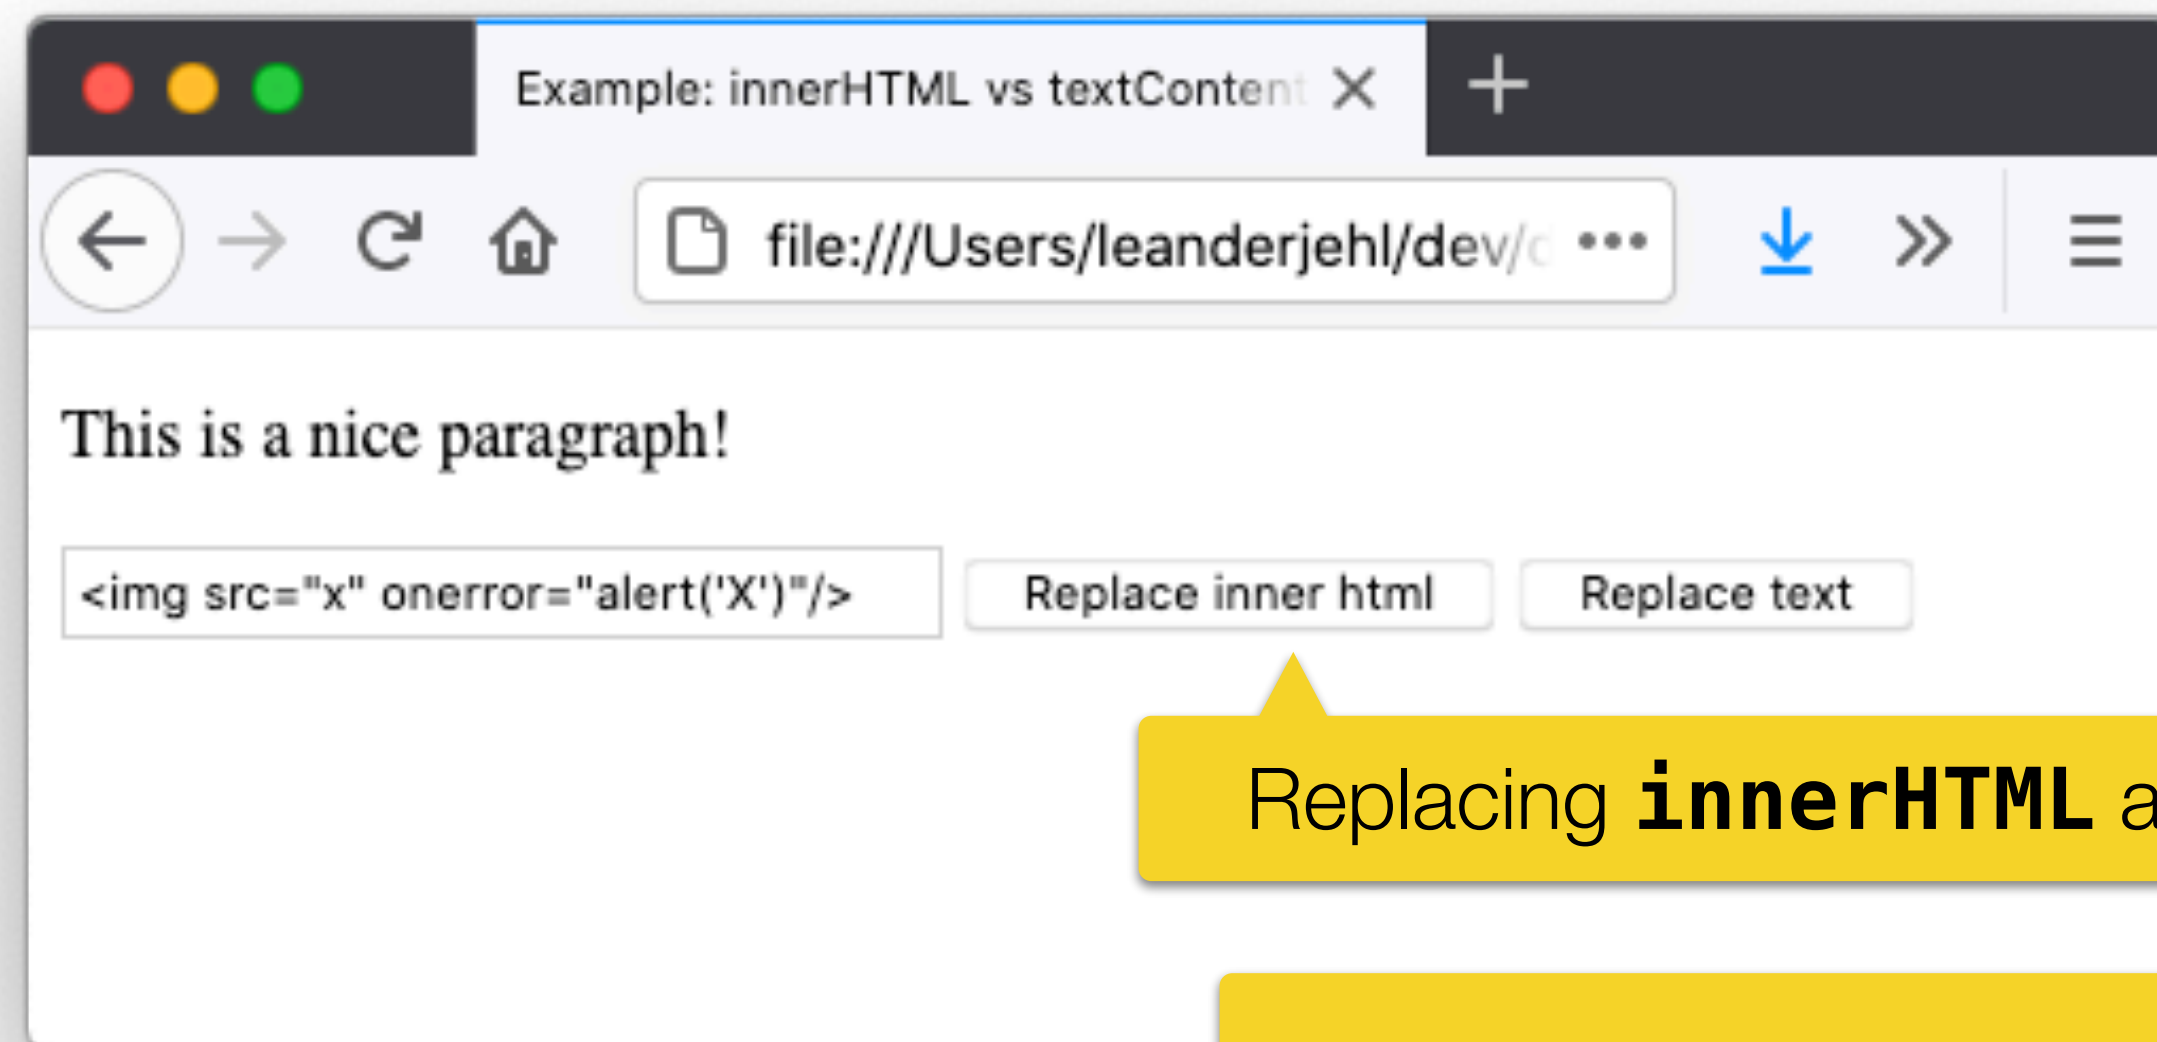 Example: innerHTML vs textContent
file:///Users/leanderjehl/dev/
This is a nice paragraph!
<img src="x" onerror="alert('X')"/>
Replace inner html
Replace text
Replacing innerHTML